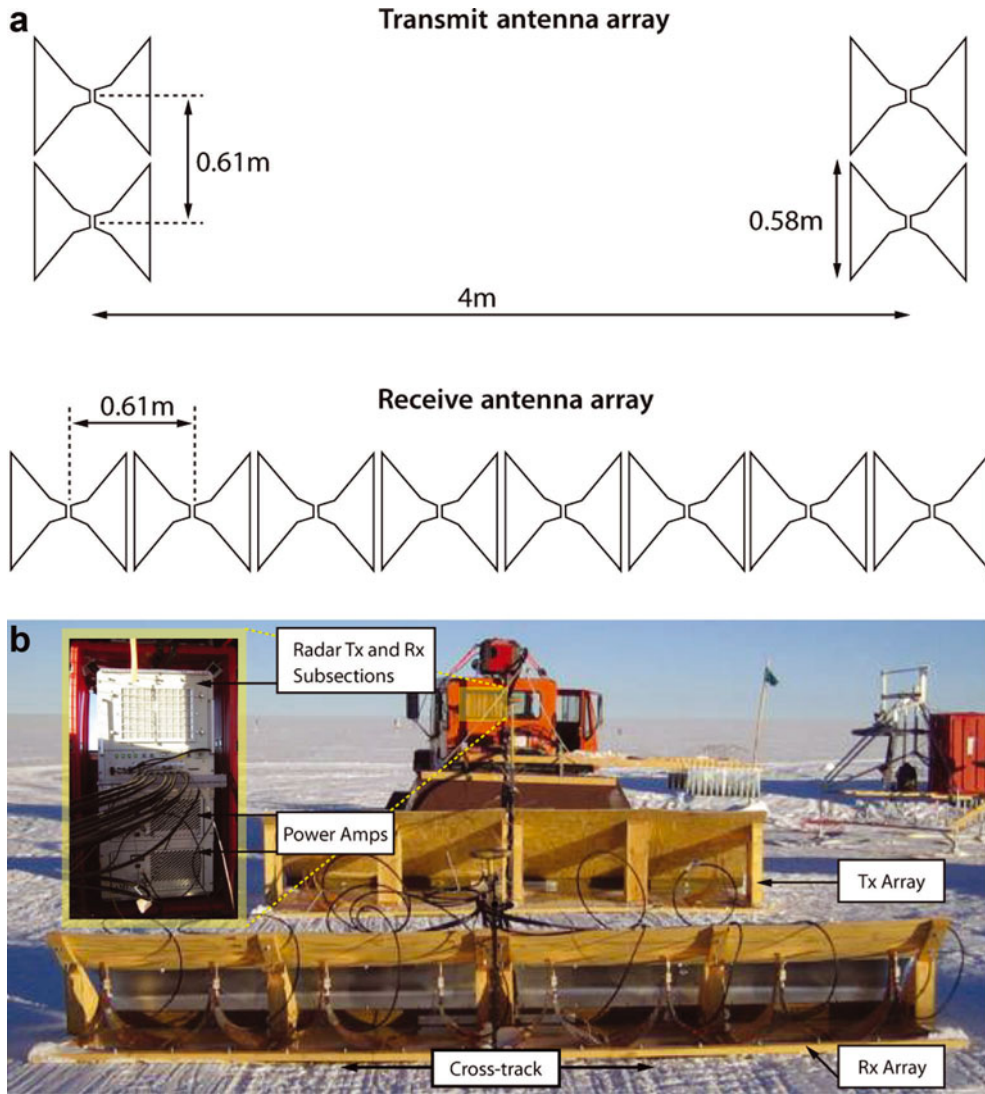 a
Transmit antenna array
0.61m
0.58m
4m
Receive antenna array
0.61m
b
Radar Tx and Rx
Subsections
Power Amps
Tx Array
Cross-track
Rx Array